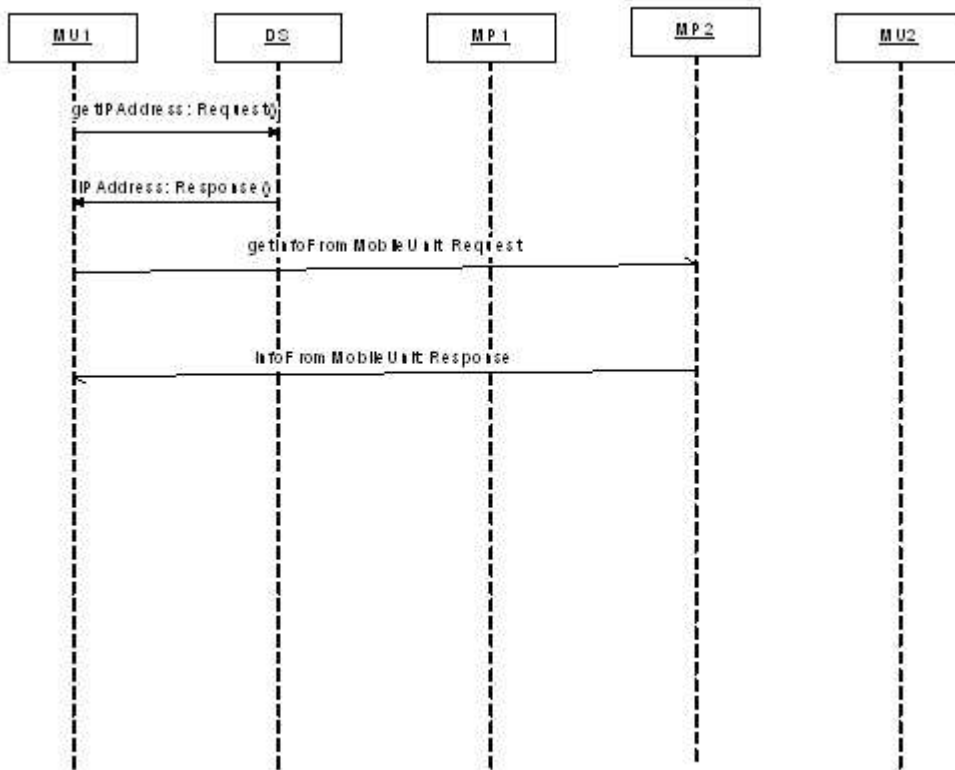 MU1
DS
MP1
MP2
MU2
getIPAddress: Request()
IPAddress: Response()
getInfoFromMobileUnit: Request
InfoFromMobileUnit: Response